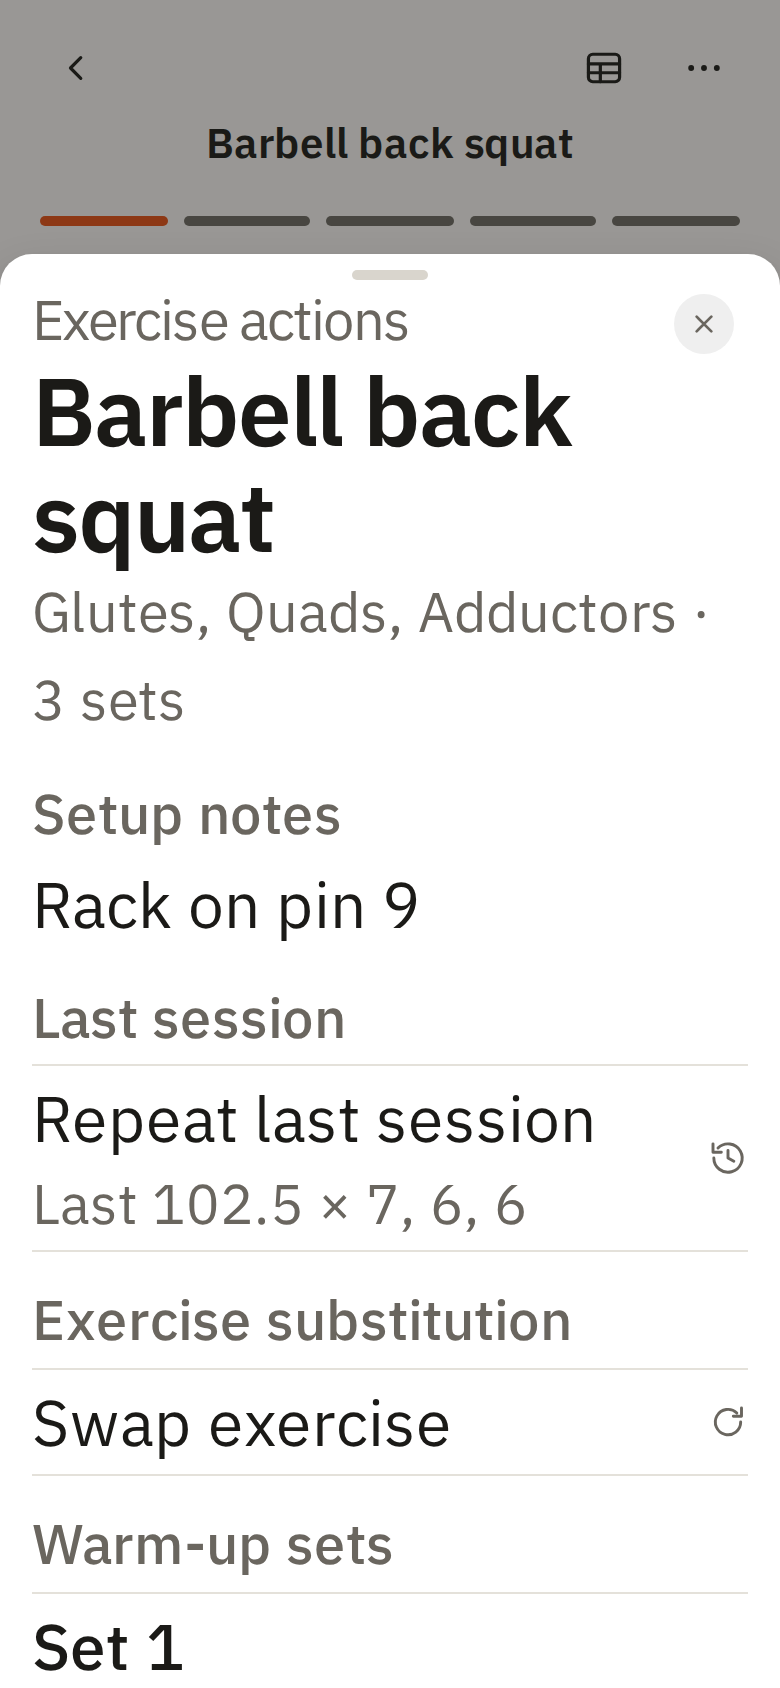 Barbell back squat
Exercise actions
Barbell back
squat
Glutes, Quads, Adductors ·
3 sets
Setup notes
Rack on pin 9
Last session
Repeat last session
Last 102.5 × 7, 6, 6
Exercise substitution
Swap exercise
Warm-up sets
Set 1